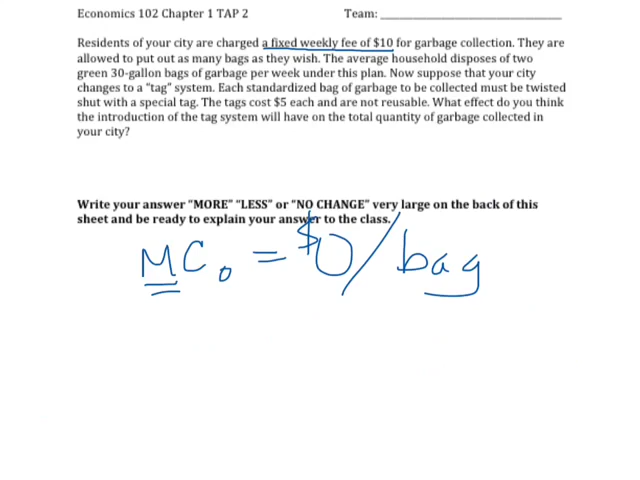 Economics 102 Chapter 1 TAP 2 Team: ______________________________
Residents of your city are charged a fixed weekly fee of $10 for garbage collection. They are
allowed to put out as many bags as they wish. The average household disposes of two
green 30-gallon bags of garbage per week under this plan. Now suppose that your city
changes to a "tag" system. Each standardized bag of garbage to be collected must be twisted
shut with a special tag. The tags cost $5 each and are not reusable. What effect do you think
the introduction of the tag system will have on the total quantity of garbage collected in
your city?
Write your answer "MORE" "LESS" or "NO CHANGE" very large on the back of this
sheet and be ready to explain your answer to the class.
MC₀ = $0/bag